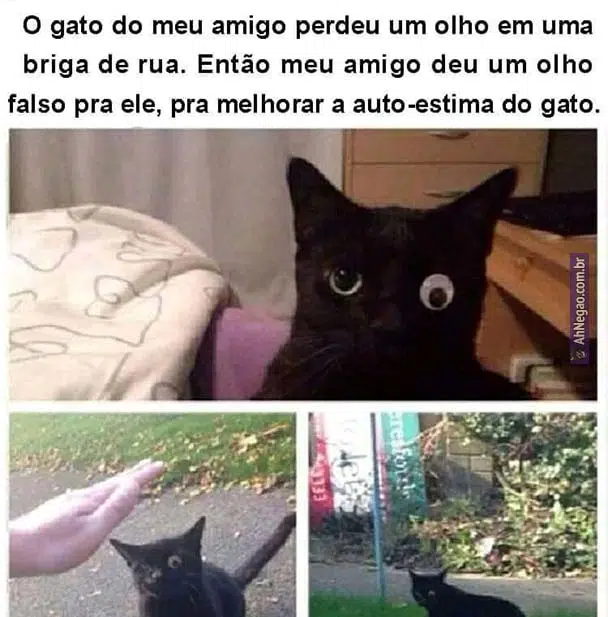 O gato do meu amigo perdeu um olho em uma
briga de rua. Então meu amigo deu um olho
falso pra ele, pra melhorar a auto-estima do gato.
AhNegao.com.br